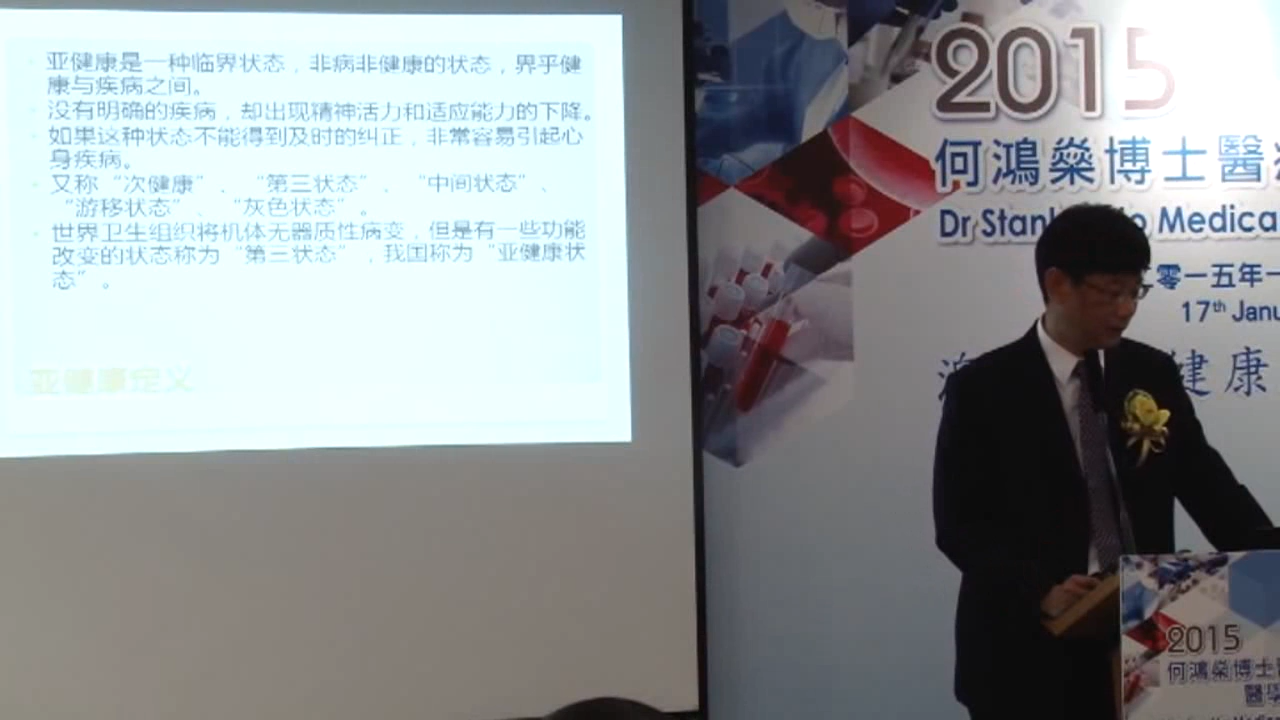 亚健康是一种临界状态，非病非健康的状态，界乎健
康与疾病之间。
没有明确的疾病，却出现精神活力和适应能力的下降。
如果这种状态不能得到及时的纠正，非常容易引起心
身疾病。
又称“次健康”、“第三状态”、“中间状态”、
“游移状态”、“灰色状态”。
世界卫生组织将机体无器质性病变，但是有一些功能
改变的状态称为“第三状态”，我国称为“亚健康状
态”。
亚健康定义
2015
何鴻燊博士醫
Dr Stan Medica
零一五年一
17th Janu
健康
2015
何鴻燊博士醫
醫學